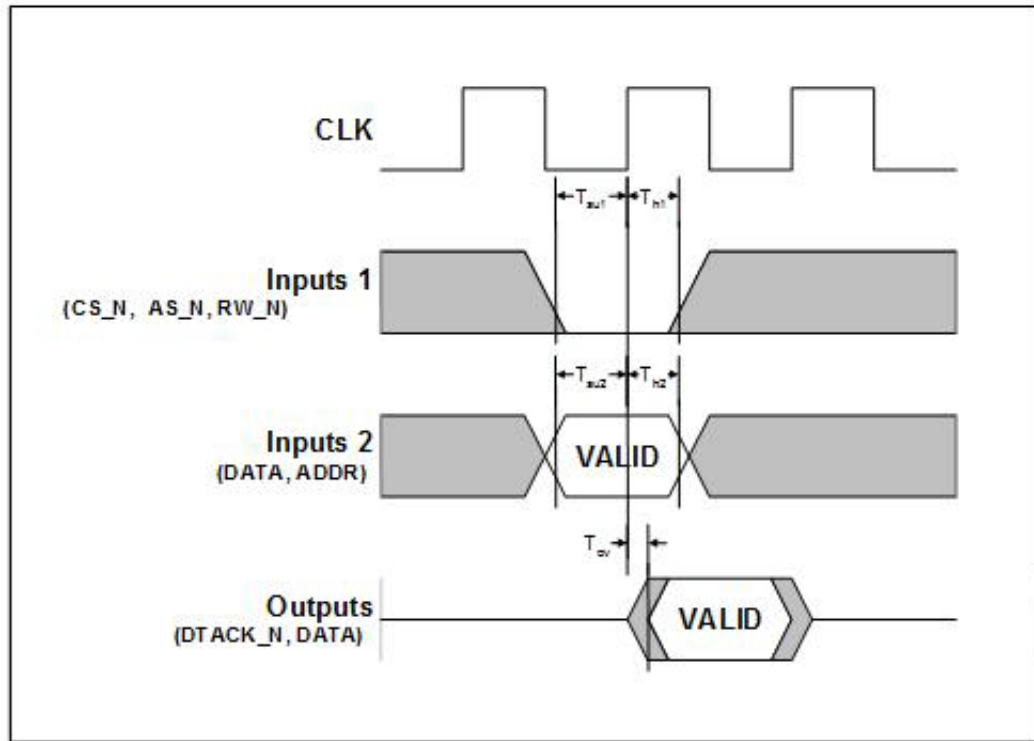 CLK
Tsu1 Th1
Inputs 1
(CS_N, AS_N, RW_N)
Tsu2 Th2
Inputs 2
(DATA, ADDR)
VALID
Tov
Outputs
(DTACK_N, DATA)
VALID